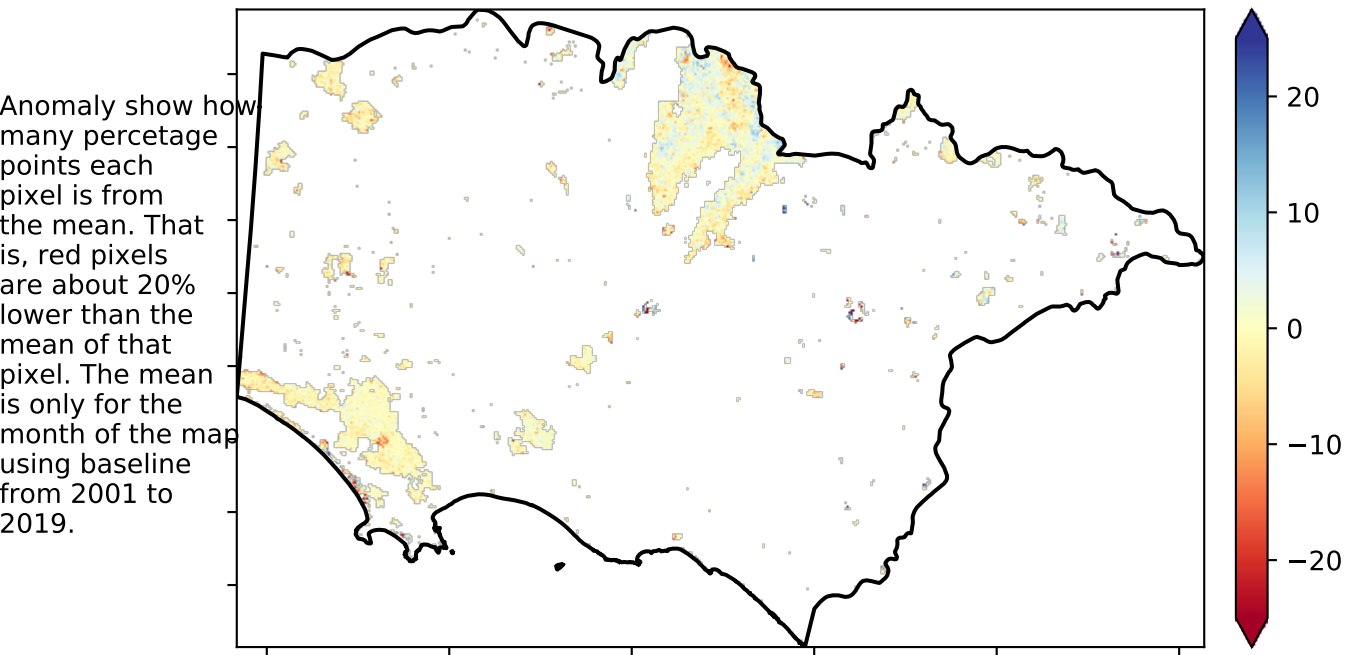 Anomaly show how
many percetage
points each
pixel is from
the mean. That
is, red pixels
are about 20%
lower than the
mean of that
pixel. The mean
is only for the
month of the map
using baseline
from 2001 to
2019.
20
10
0
−10
−20